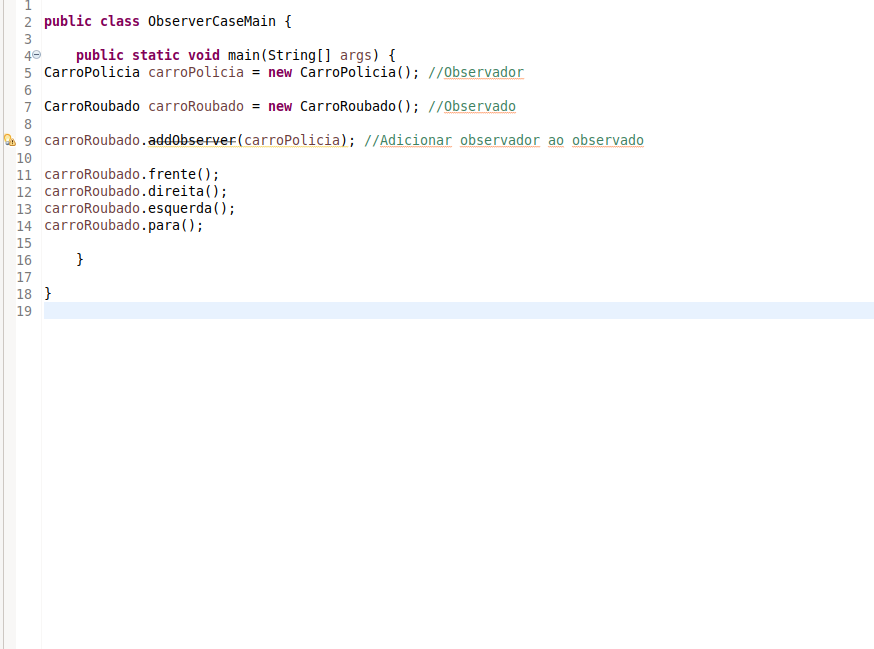 1
2 public class ObserverCaseMain {
3
4 public static void main(String[] args) {
5 CarroPolicia carroPolicia = new CarroPolicia(); //Observador
6
7 CarroRoubado carroRoubado = new CarroRoubado(); //Observado
8
9 carroRoubado.addObserver(carroPolicia); //Adicionar observador ao observado
10
11 carroRoubado.frente();
12 carroRoubado.direita();
13 carroRoubado.esquerda();
14 carroRoubado.para();
15
16 }
17
18 }
19